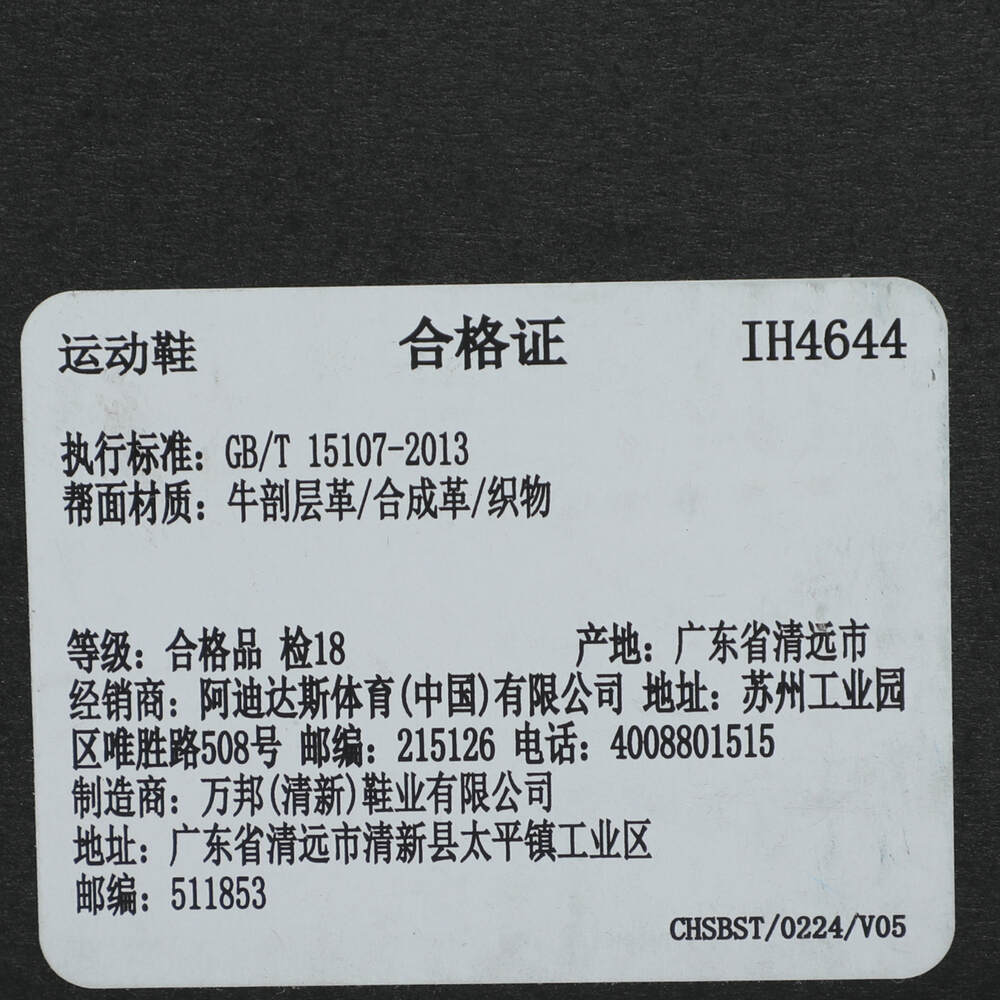 运动鞋 合格证 IH4644
执行标准：GB/T 15107-2013
帮面材质：牛剖层革/合成革/织物
等级：合格品 检18 产地：广东省清远市
经销商：阿迪达斯体育(中国)有限公司 地址：苏州工业园
区唯胜路508号 邮编：215126 电话：4008801515
制造商：万邦(清新)鞋业有限公司
地址：广东省清远市清新县太平镇工业区
邮编：511853
CHSBST/0224/V05